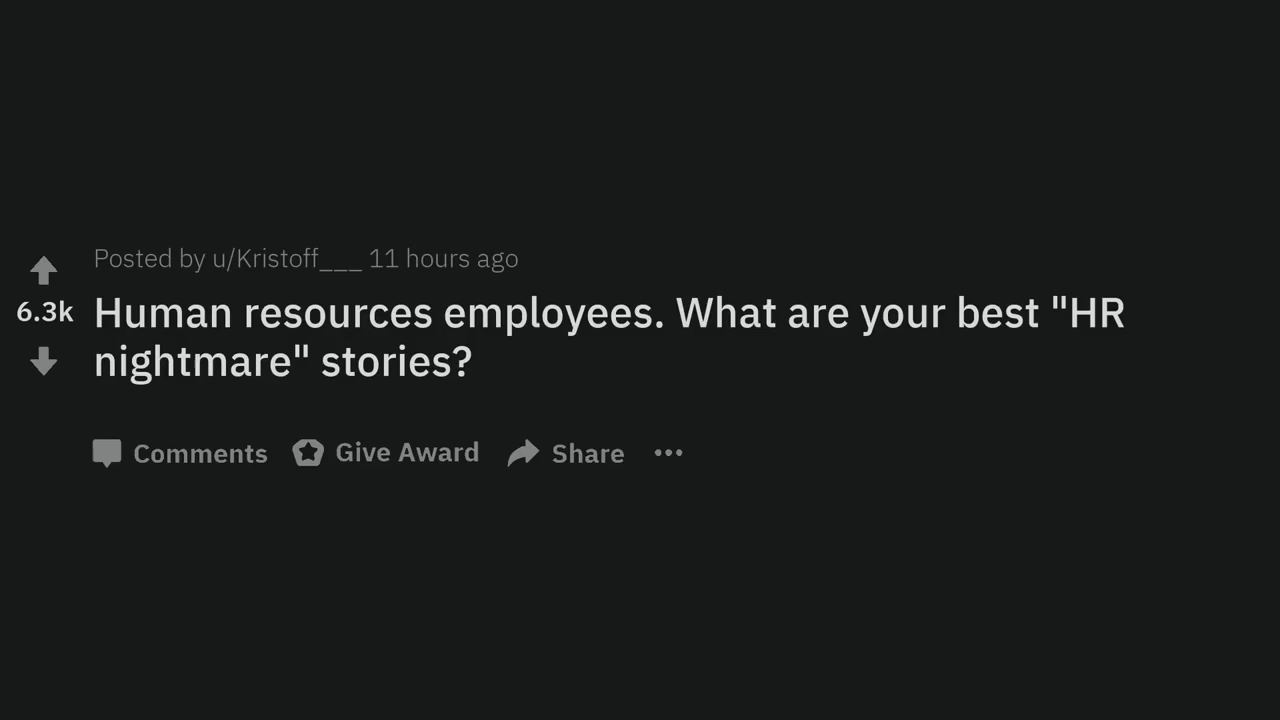 Posted by u/Kristoff___ 11 hours ago
6.3k
Human resources employees. What are your best "HR
nightmare" stories?
Comments Give Award Share •••